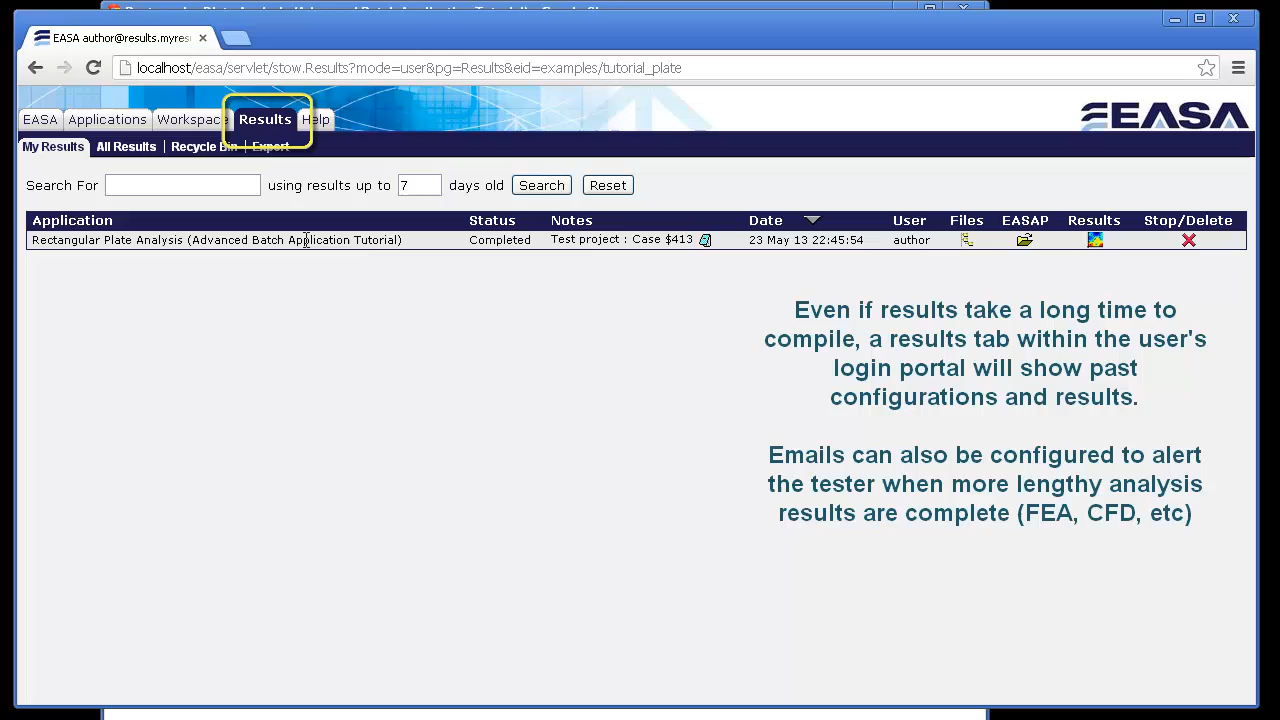 EASA author@results.myres
localhost/easa/servlet/stow.Results?mode=user&pg=Results&eid=examples/tutorial_plate
EASA Applications Workspace Results Help
EASA
My Results All Results Recycle Bin Export
Search For using results up to 7 days old Search Reset
Application Status Notes Date User Files EASAP Results Stop/Delete
Rectangular Plate Analysis (Advanced Batch Application Tutorial) Completed Test project : Case $413 23 May 13 22:45:54 author
Even if results take a long time to
compile, a results tab within the user's
login portal will show past
configurations and results.
Emails can also be configured to alert
the tester when more lengthy analysis
results are complete (FEA, CFD, etc)